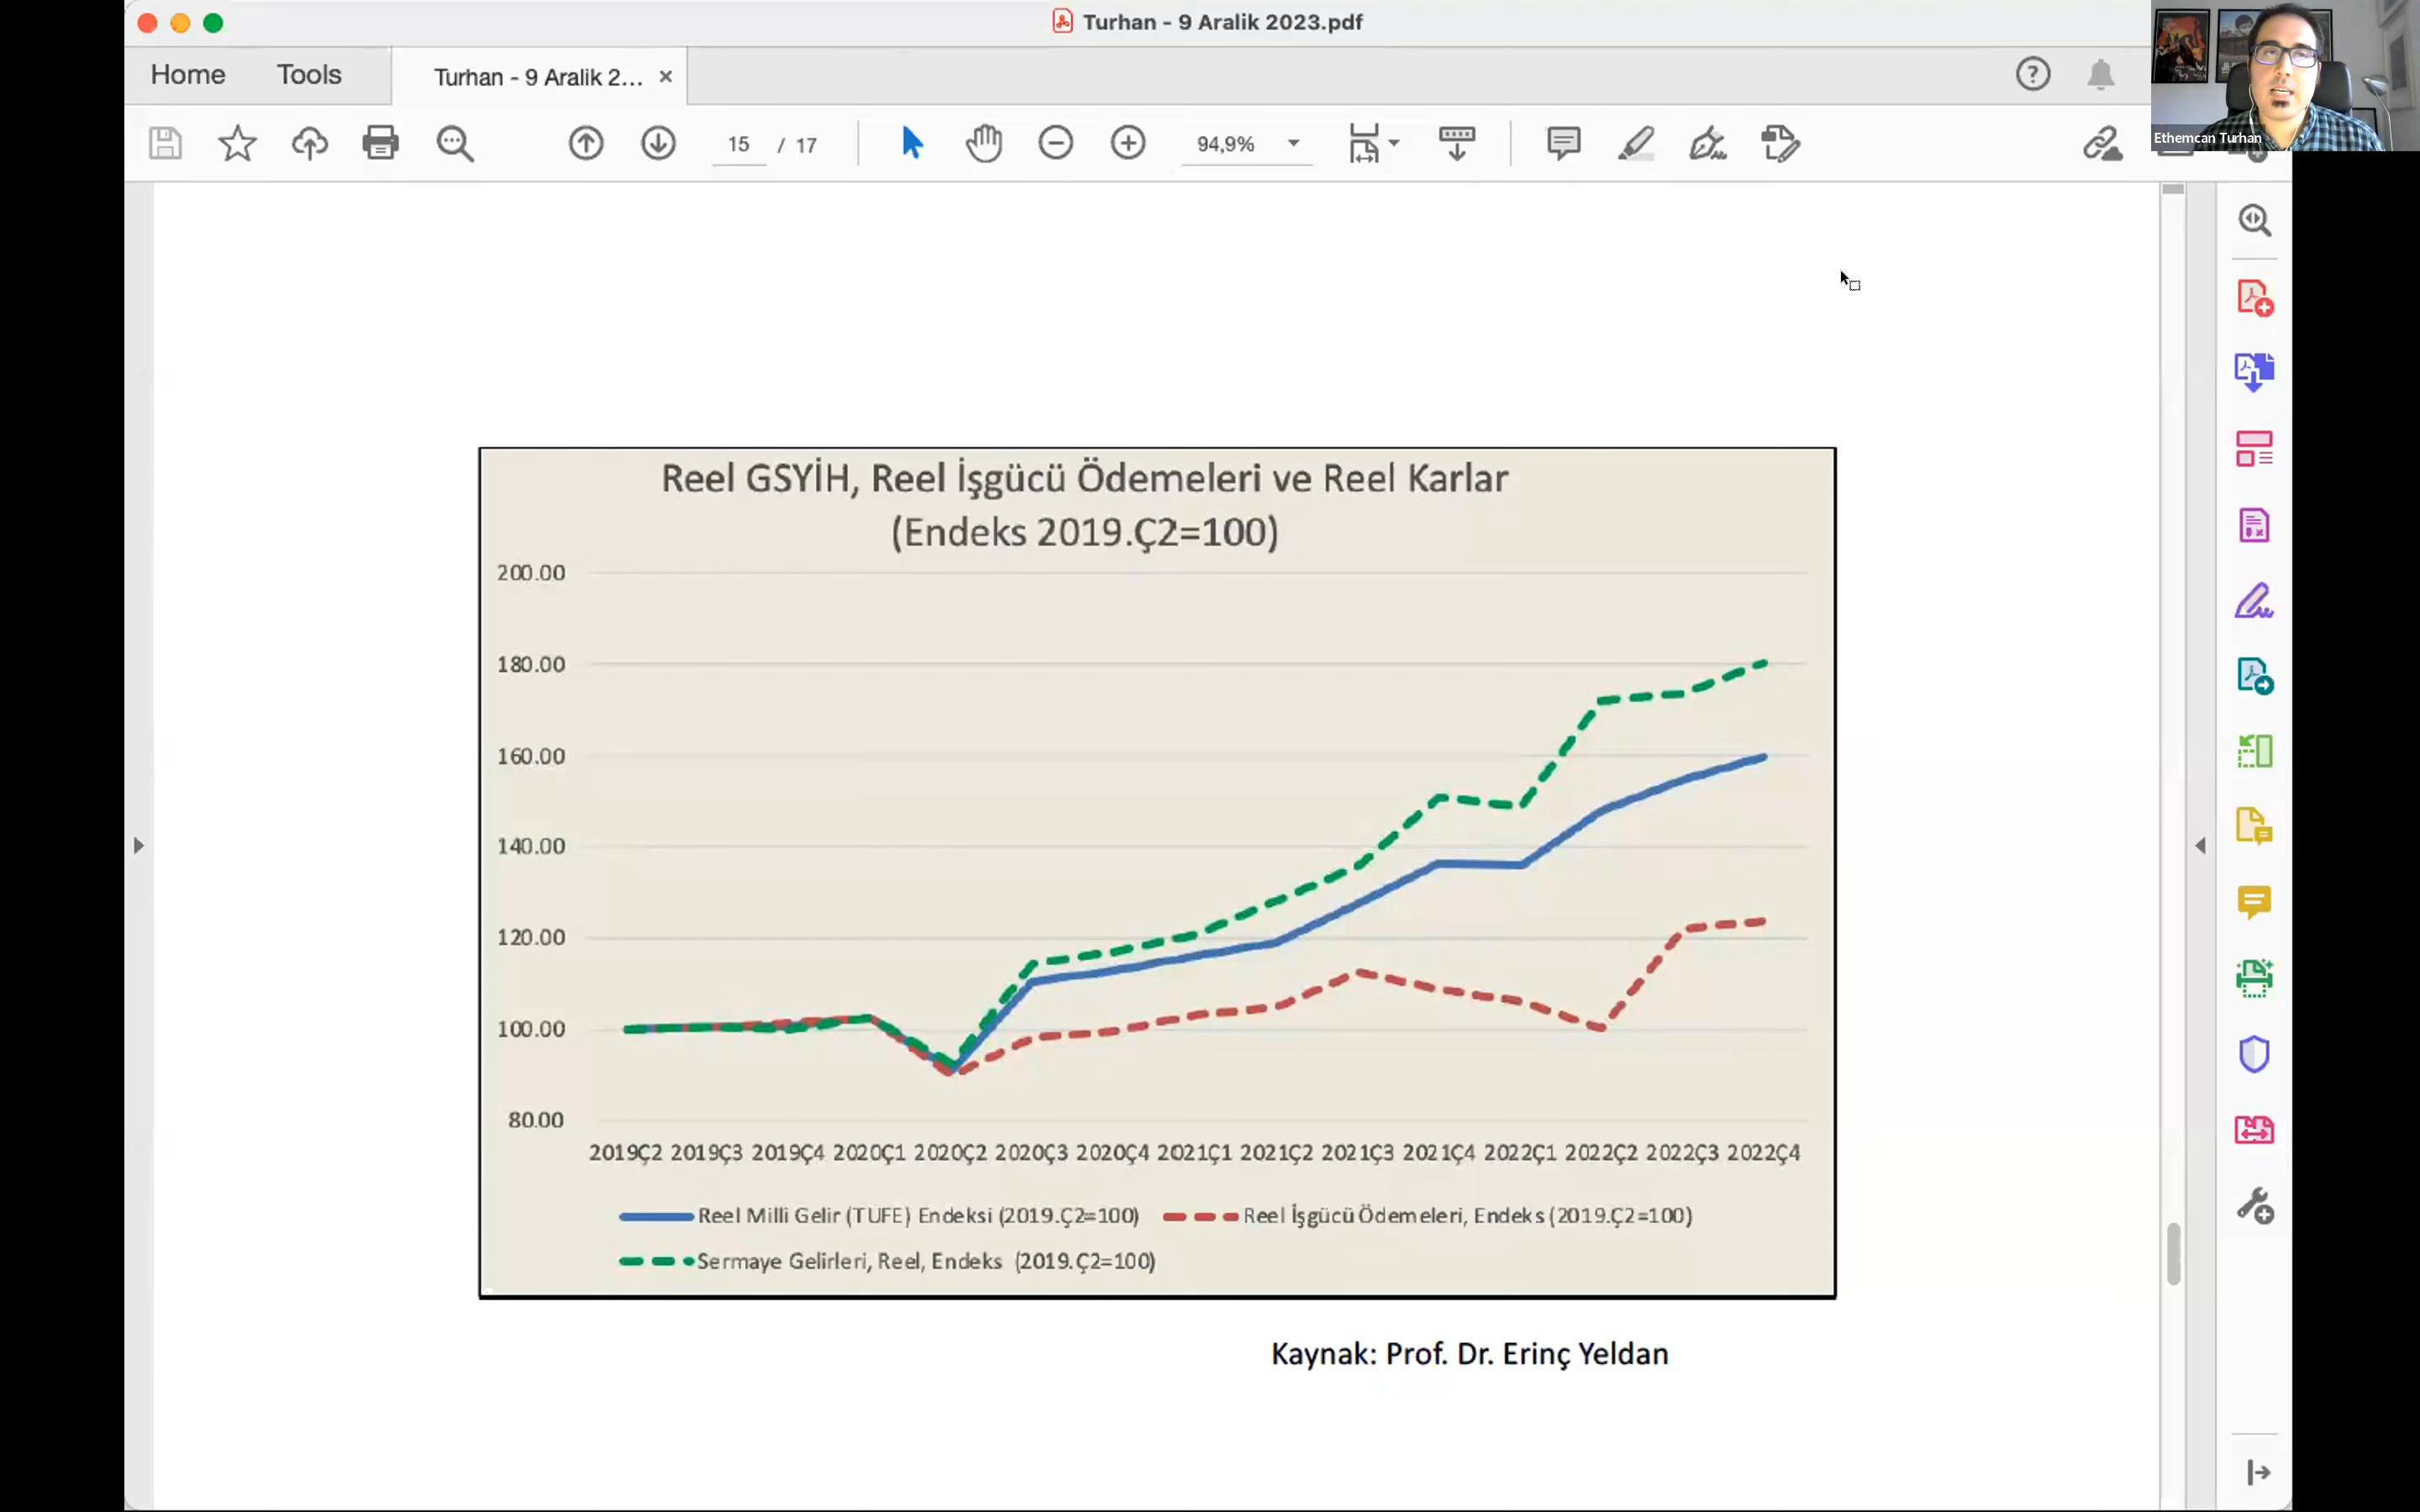 Turhan - 9 Aralik 2023.pdf
Home Tools Turhan - 9 Aralik 2...
15 / 17 94,9%
Ethemcan Turhan
Reel GSYİH, Reel İşgücü Ödemeleri ve Reel Karlar
(Endeks 2019.Ç2=100)
200.00
180.00
160.00
140.00
120.00
100.00
80.00
2019Ç2 2019Ç3 2019Ç4 2020Ç1 2020Ç2 2020Ç3 2020Ç4 2021Ç1 2021Ç2 2021Ç3 2021Ç4 2022Ç1 2022Ç2 2022Ç3 2022Ç4
Reel Milli Gelir (TUFE) Endeksi (2019.Ç2=100) Reel İşgücü Ödemeleri, Endeks (2019.Ç2=100)
Sermaye Gelirleri, Reel, Endeks (2019.Ç2=100)
Kaynak: Prof. Dr. Erinç Yeldan